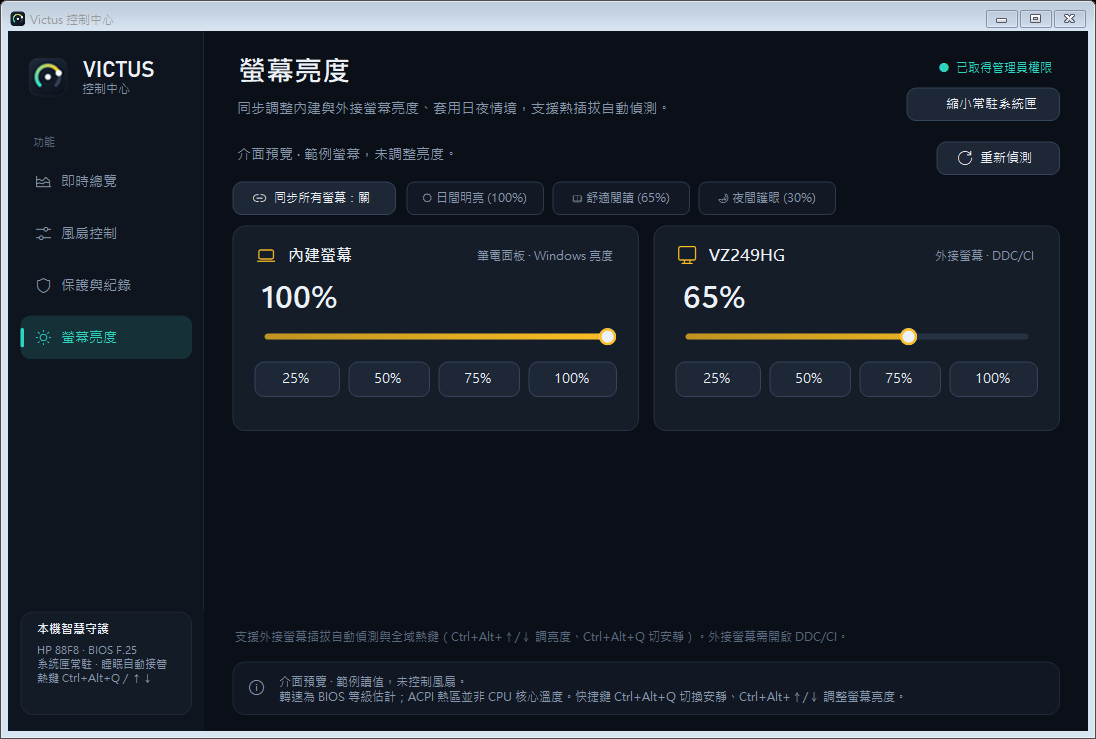 Victus 控制中心
VICTUS
控制中心
功能
即時總覽
風扇控制
保護與紀錄
螢幕亮度
本機智慧守護
HP 88F8 · BIOS F.25
系統匣常駐 · 睡眠自動接管
熱鍵 Ctrl+Alt+Q / ↑ ↓
螢幕亮度
同步調整內建與外接螢幕亮度、套用日夜情境，支援熱插拔自動偵測。
已取得管理員權限
縮小常駐系統匣
介面預覽 · 範例螢幕，未調整亮度。
重新偵測
同步所有螢幕：關
日間明亮 (100%)
舒適閱讀 (65%)
夜間護眼 (30%)
內建螢幕
筆電面板 · Windows 亮度
100%
25% 50% 75% 100%
VZ249HG
外接螢幕 · DDC/CI
65%
25% 50% 75% 100%
支援外接螢幕插拔自動偵測與全域熱鍵（Ctrl+Alt+↑/↓ 調亮度、Ctrl+Alt+Q 切安靜）。外接螢幕需開啟 DDC/CI。
介面預覽 · 範例讀值，未控制風扇。
轉速為 BIOS 等級估計；ACPI 熱區並非 CPU 核心溫度。快捷鍵 Ctrl+Alt+Q 切換安靜、Ctrl+Alt+↑/↓ 調整螢幕亮度。